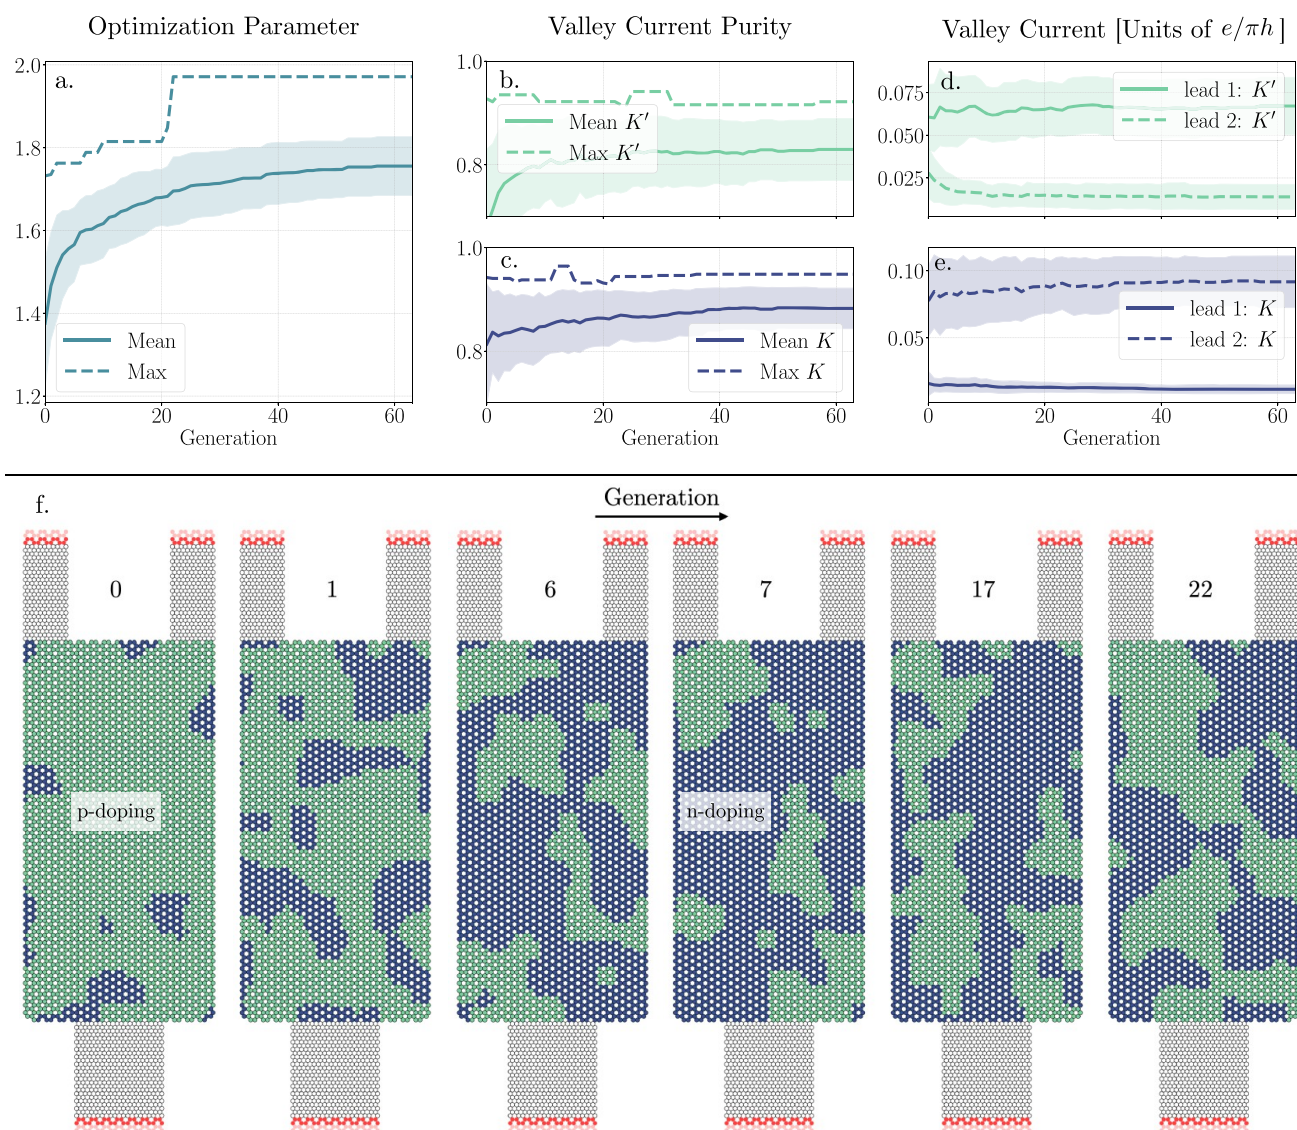 Optimization Parameter
Valley Current Purity
Valley Current [Units of e/πh]
a.
2.0
1.8
1.6
1.4
1.2
Mean
Max
0
20
40
60
Generation
b.
1.0
0.8
Mean K′
Max K′
c.
1.0
0.8
Mean K
Max K
0
20
40
60
Generation
d.
0.075
0.050
0.025
lead 1: K′
lead 2: K′
e.
0.10
0.05
lead 1: K
lead 2: K
0
20
40
60
Generation
f.
Generation
0
1
6
7
17
22
p-doping
n-doping